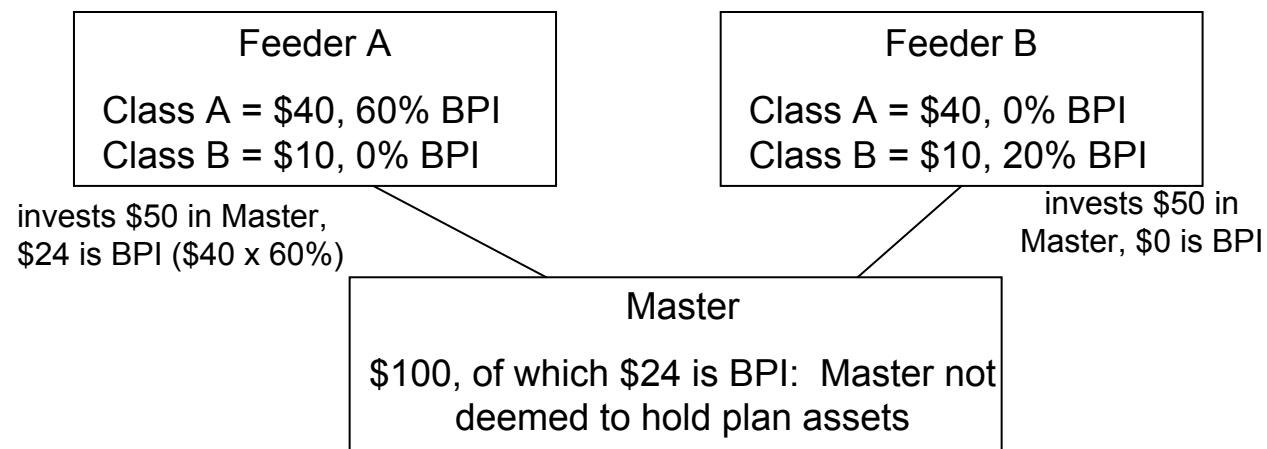 Feeder A
Class A = $40, 60% BPI
Class B = $10, 0% BPI
Feeder B
Class A = $40, 0% BPI
Class B = $10, 20% BPI
invests $50 in Master,
$24 is BPI ($40 x 60%)
invests $50 in
Master, $0 is BPI
Master
$100, of which $24 is BPI: Master not
deemed to hold plan assets